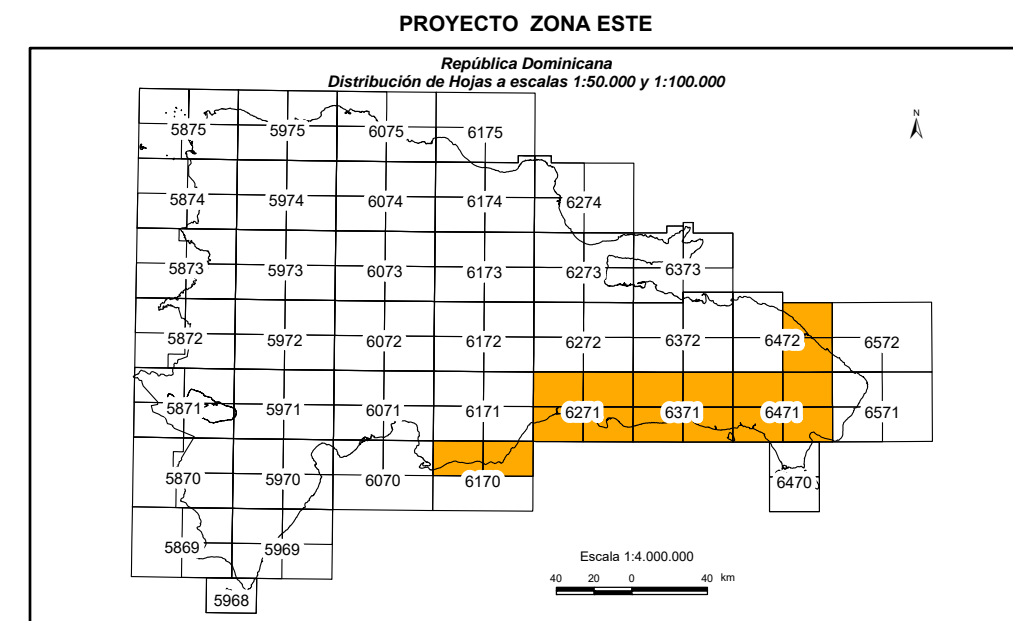 PROYECTO ZONA ESTE
República Dominicana
Distribución de Hojas a escalas 1:50.000 y 1:100.000
N
5875 5975 6075 6175
5874 5974 6074 6174 6274
5873 5973 6073 6173 6273 6373
5872 5972 6072 6172 6272 6372 6472 6572
5871 5971 6071 6171 6271 6371 6471 6571
5870 5970 6070 6170 6470
5869 5969
5968
Escala 1:4.000.000
40 20 0 40 km